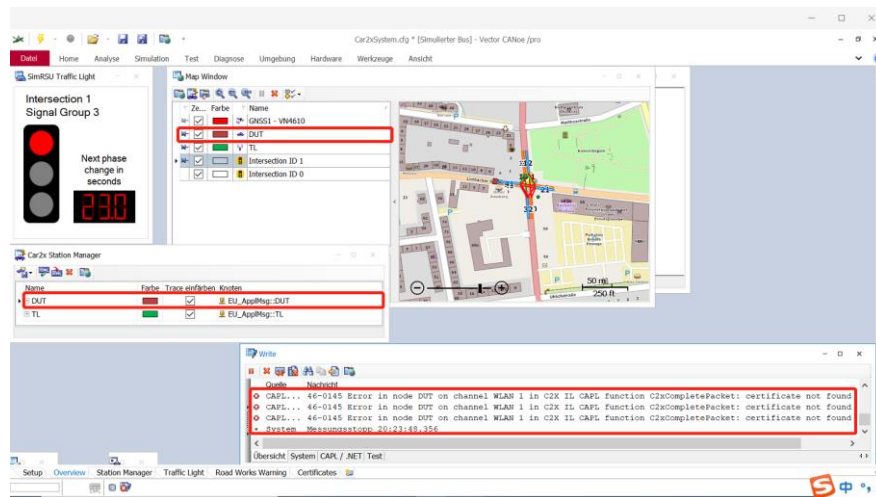 Car2xSystem.cfg * [Simulierter Bus] - Vector CANoe /pro
Datei Home Analyse Simulation Test Diagnose Umgebung Hardware Werkzeuge Ansicht
SimRSU Traffic Light
Intersection 1
Signal Group 3
Next phase
change in
seconds
23.0
Map Window
Ze... Farbe Name
GNSS1 - VN4610
DUT
TL
Intersection ID 1
Intersection ID 0
50 m
250 ft
Car2x Station Manager
Name Farbe Trace einfärben Knoten
DUT EU_ApplMsg::DUT
TL EU_ApplMsg::TL
Write
Quelle Nachricht
CAPL... 46-0145 Error in node DUT on channel WLAN 1 in C2X IL CAPL function C2xCompletePacket: certificate not found
CAPL... 46-0145 Error in node DUT on channel WLAN 1 in C2X IL CAPL function C2xCompletePacket: certificate not found
CAPL... 46-0145 Error in node DUT on channel WLAN 1 in C2X IL CAPL function C2xCompletePacket: certificate not found
System Messungsstopp 20:23:48,356
Übersicht System CAPL / .NET Test
Setup Overview Station Manager Traffic Light Road Works Warning Certificates
中